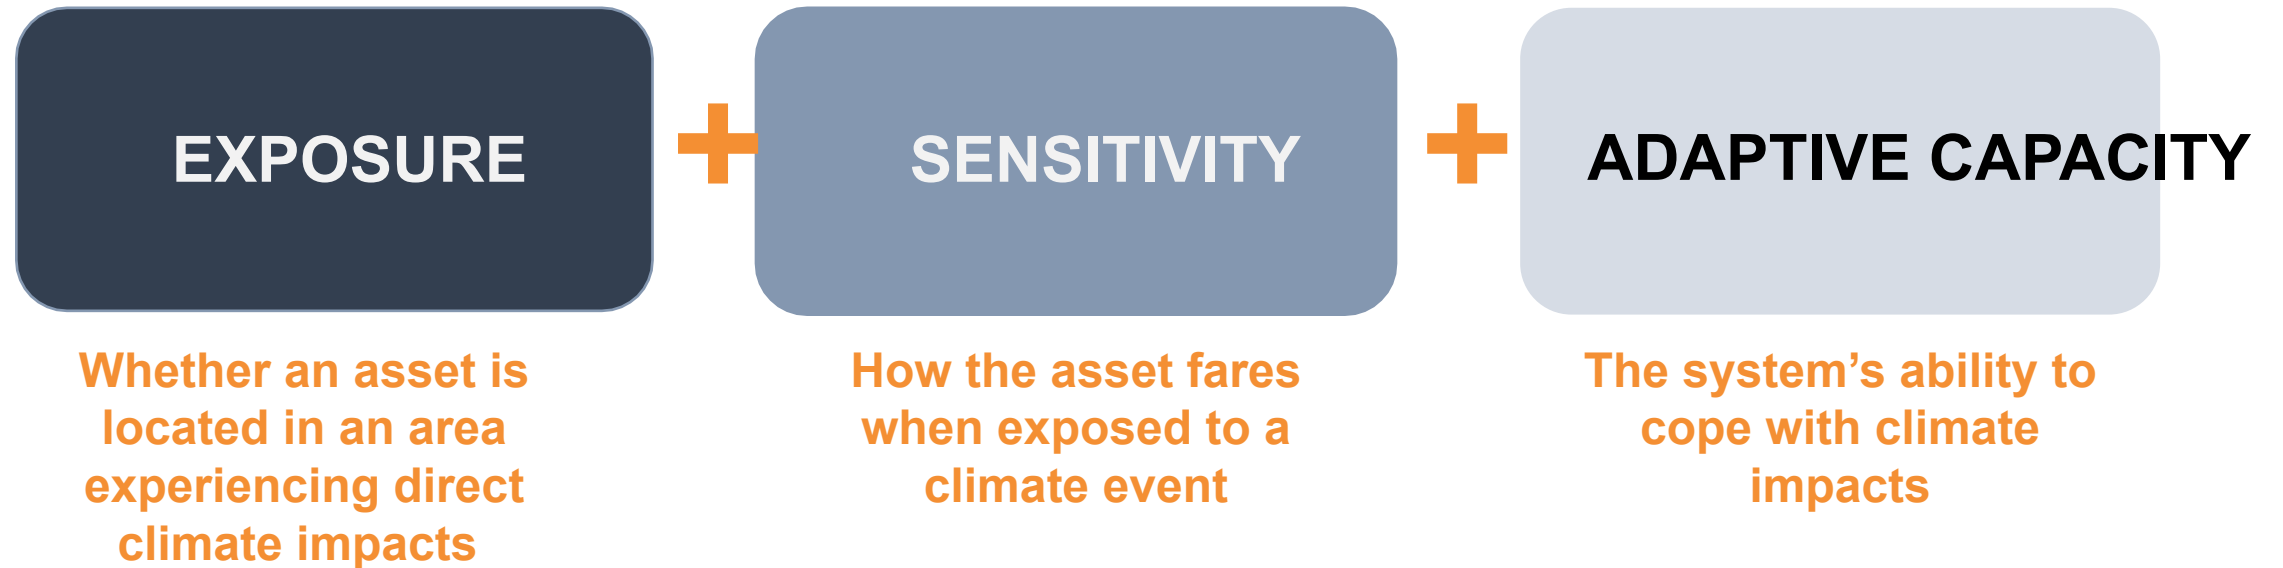 EXPOSURE
+
SENSITIVITY
+
ADAPTIVE CAPACITY
Whether an asset is
located in an area
experiencing direct
climate impacts
How the asset fares
when exposed to a
climate event
The system’s ability to
cope with climate
impacts